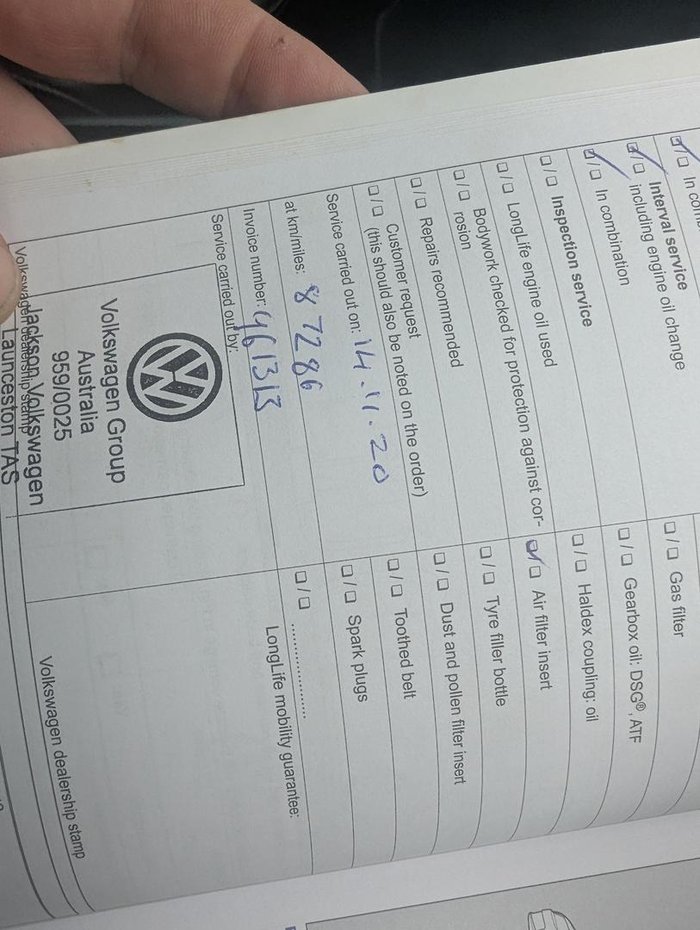 ☑/☐ In
☑/☐ Interval service
including engine oil change
☑/☐ In combination
☐/☐ Inspection service
☐/☐ LongLife engine oil used
☐/☐ Bodywork checked for protection against cor-
rosion
☐/☐ Repairs recommended
☐/☐ Customer request
(this should also be noted on the order)
Service carried out on: 14.11.20
at km/miles: 87286
Invoice number: 461313
Service carried out by:
Volkswagen Group
Australia
959/0025
Jackson Volkswagen
Launceston TAS
Volkswagen dealership stamp
☐/☐ Gas filter
☐/☐ Gearbox oil: DSG®, ATF
☐/☐ Haldex coupling: oil
☑/☐ Air filter insert
☐/☐ Tyre filler bottle
☐/☐ Dust and pollen filter insert
☐/☐ Toothed belt
☐/☐ Spark plugs
☐/☐ ......................
LongLife mobility guarantee:
Volkswagen dealership stamp